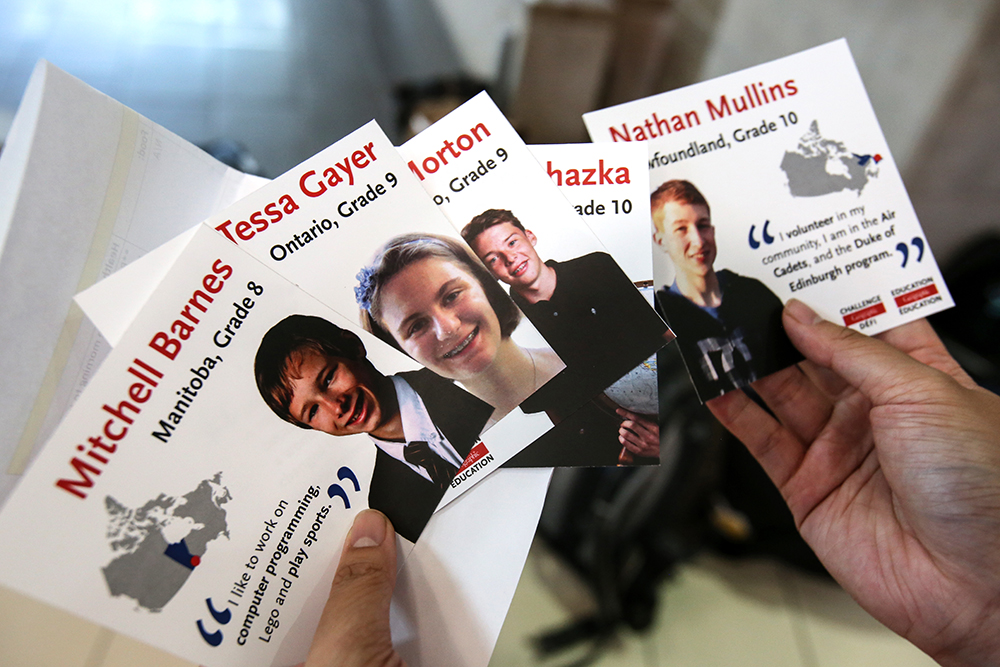 Mitchell Barnes
Manitoba, Grade 8
“ I like to work on
computer programming,
Lego and play sports. ”
Tessa Gayer
Ontario, Grade 9
EDUCATION
orton
o, Grade 9
hazka
ade 10
Nathan Mullins
wfoundland, Grade 10
“ I volunteer in my
community, I am in the Air
Cadets, and the Duke of
Edinburgh program. ”
CHALLENGE
DÉFI
EDUCATION
ÉDUCATION